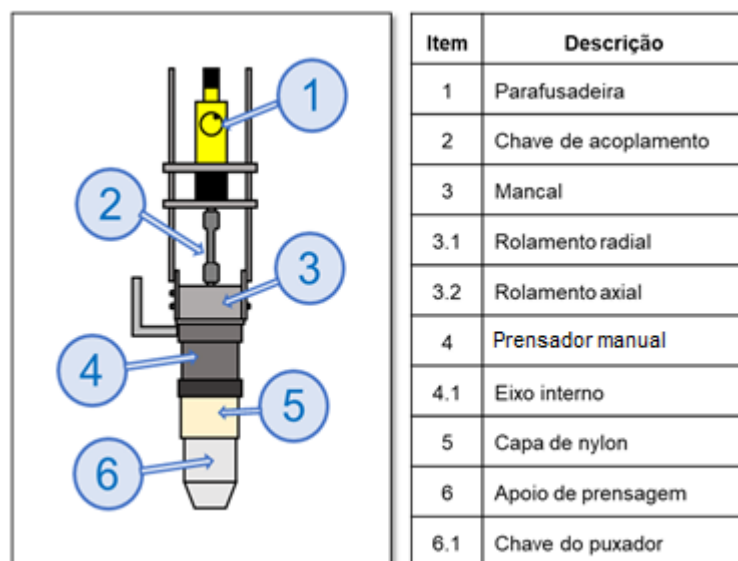 1
2
3
4
5
6
Item Descrição
1 Parafusadeira
2 Chave de acoplamento
3 Mancal
3.1 Rolamento radial
3.2 Rolamento axial
4 Prensador manual
4.1 Eixo interno
5 Capa de nylon
6 Apoio de prensagem
6.1 Chave do puxador